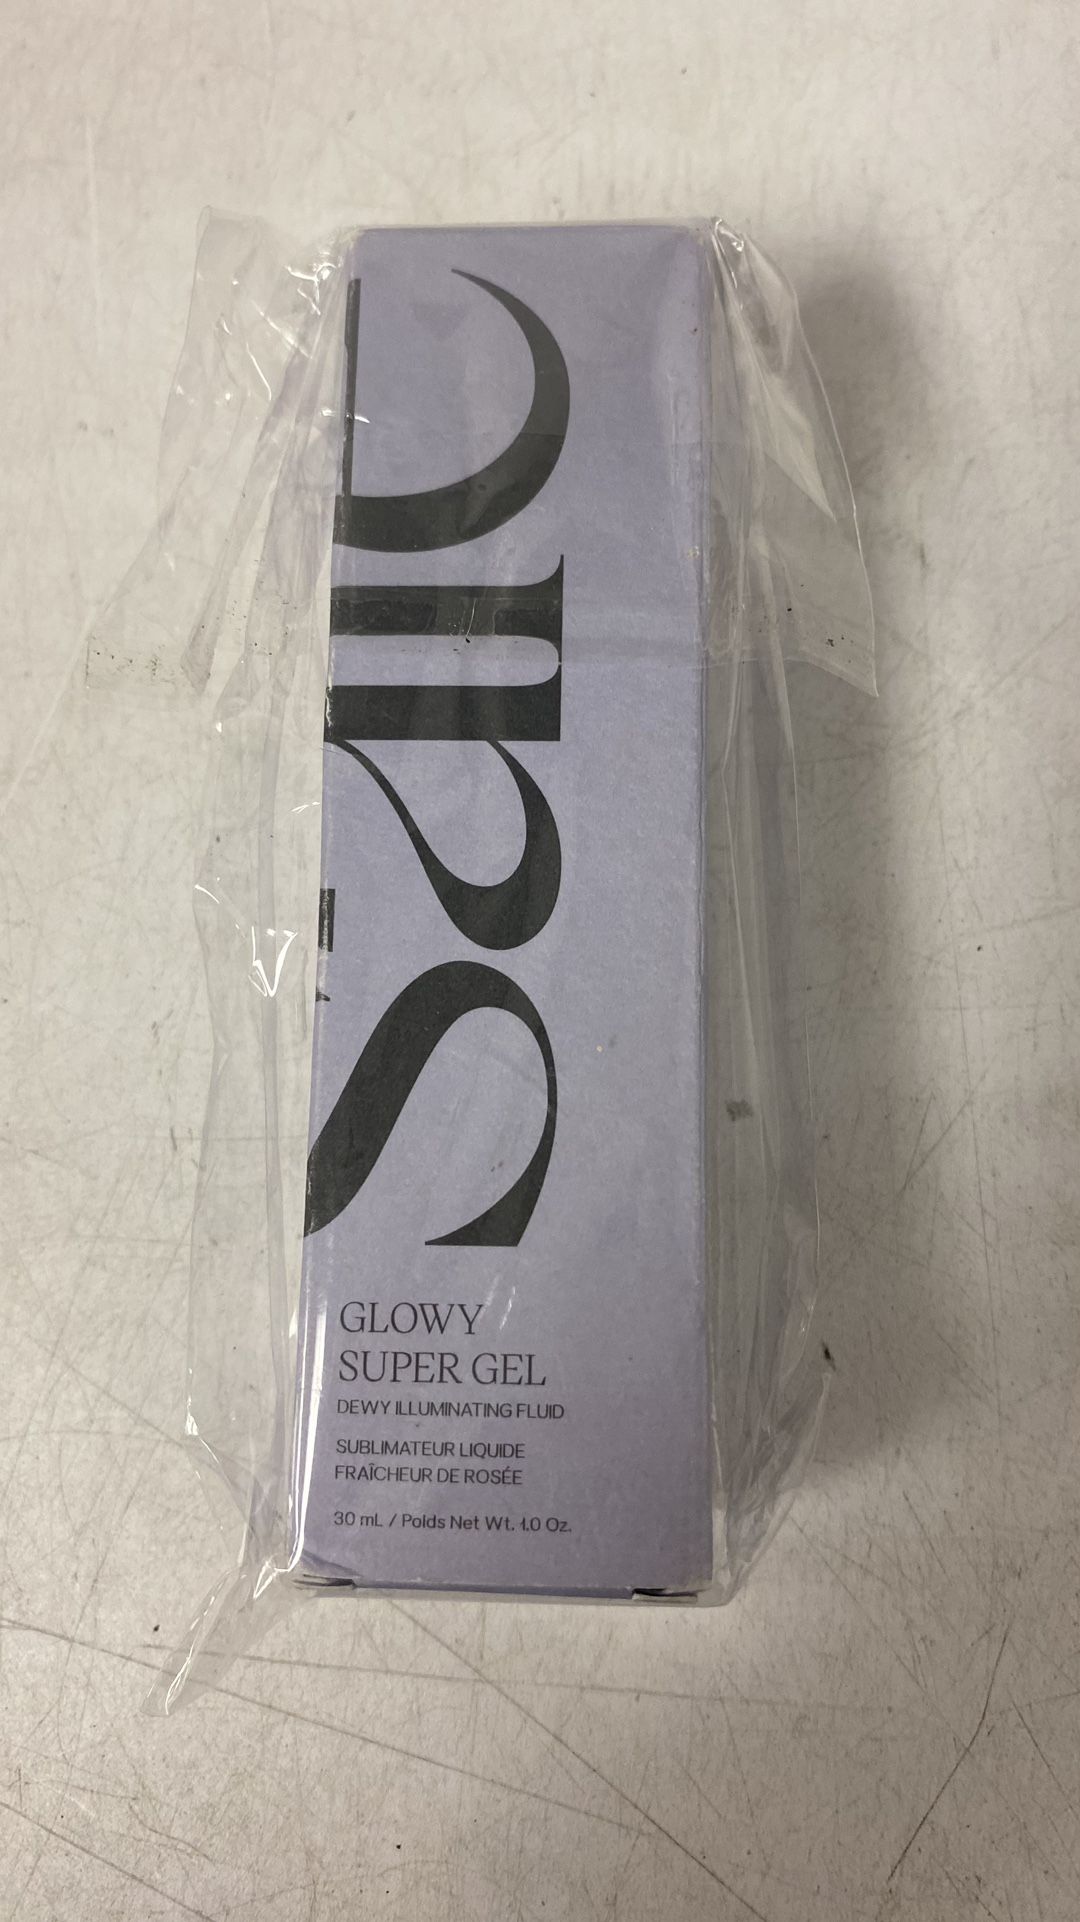 GLOWY
SUPER GEL
DEWY ILLUMINATING FLUID
SUBLIMATEUR LIQUIDE
FRAÎCHEUR DE ROSÉE
30 mL / Poids Net Wt. 1.0 Oz.